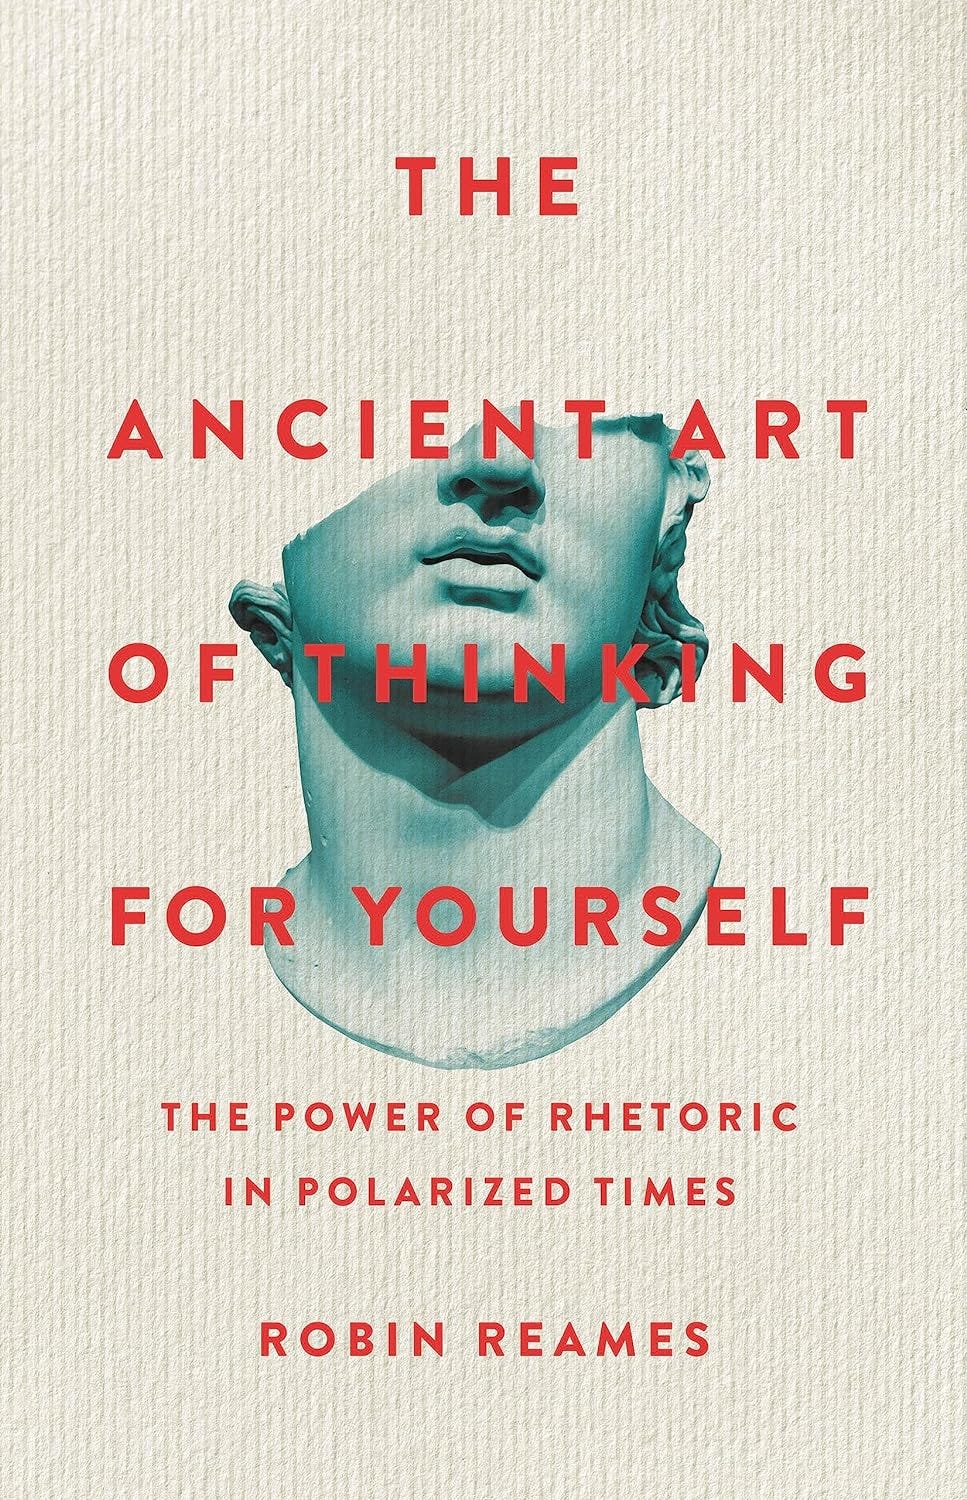 THE
ANCIENT ART
OF THINKING
FOR YOURSELF
THE POWER OF RHETORIC
IN POLARIZED TIMES
ROBIN REAMES